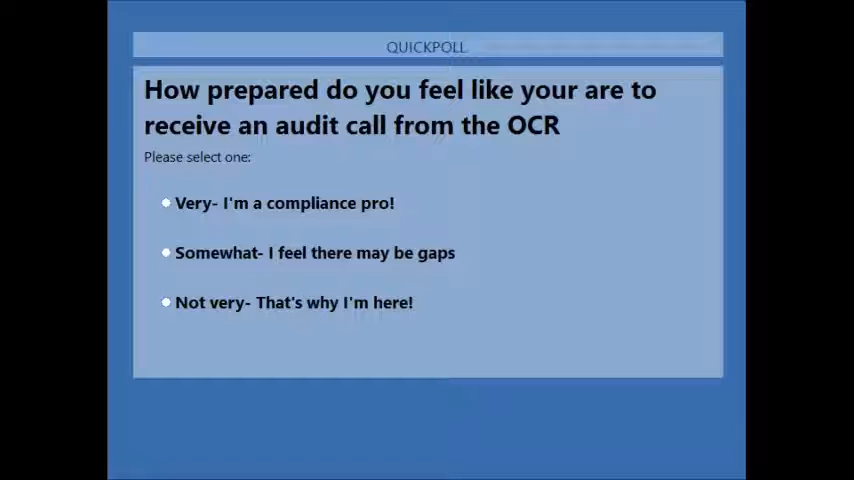 QUICKPOLL
How prepared do you feel like your are to
receive an audit call from the OCR
Please select one:
Very- I'm a compliance pro!
Somewhat- I feel there may be gaps
Not very- That's why I'm here!